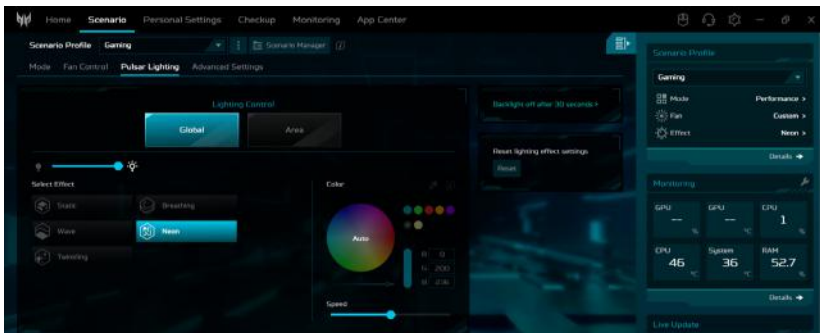 Home Scenario Personal Settings Checkup Monitoring App Center
Scenario Profile Gaming Scenario Manager
Mode Fan Control Pulsar Lighting Advanced Settings
Lighting Control
Global Area
Select Effect
Static Breathing
Wave Neon
Twinkling
Color
Auto
R 0
G 200
B 236
Speed
Backlight off after 30 seconds >
Reset lighting effect settings
Reset
Scenario Profile
Gaming
Mode Performance >
Fan Custom >
Effect Neon >
Details
Monitoring
GPU GPU CPU
-- -- 1
% °C %
CPU System RAM
46 36 52.7
°C °C %
Details
Live Update